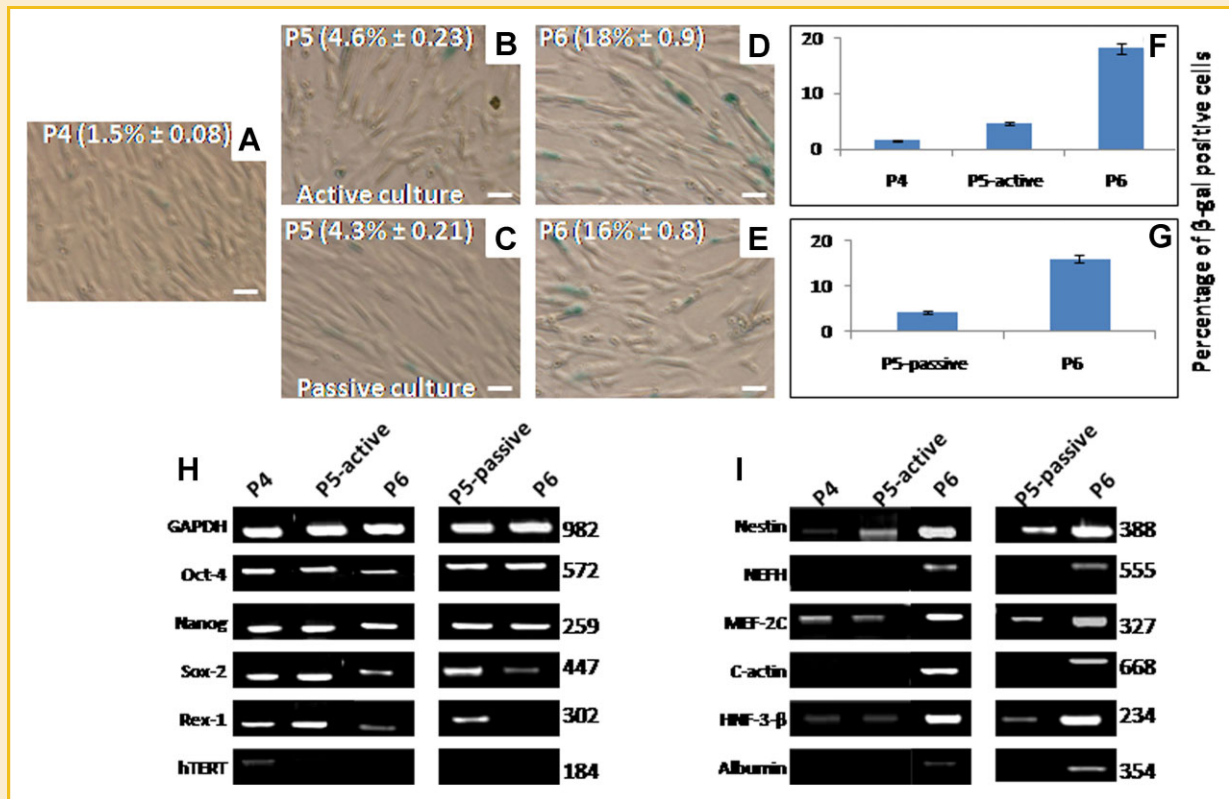 P4 (1.5% ± 0.08)
A
P5 (4.6% ± 0.23)
B
Active culture
P6 (18% ± 0.9)
D
P5 (4.3% ± 0.21)
C
Passive culture
P6 (16% ± 0.8)
E
F
20
10
0
P4
P5-active
P6
G
20
10
0
P5-passive
P6
Percentage of β-gal positive cells
H
P4
P5-active
P6
P5-passive
P6
GAPDH
982
Oct-4
572
Nanog
259
Sox-2
447
Rex-1
302
hTERT
184
I
P4
P5-active
P6
P5-passive
P6
Nestin
388
NEFH
555
MEF-2C
327
C-actin
668
HNF-3-β
234
Albumin
354